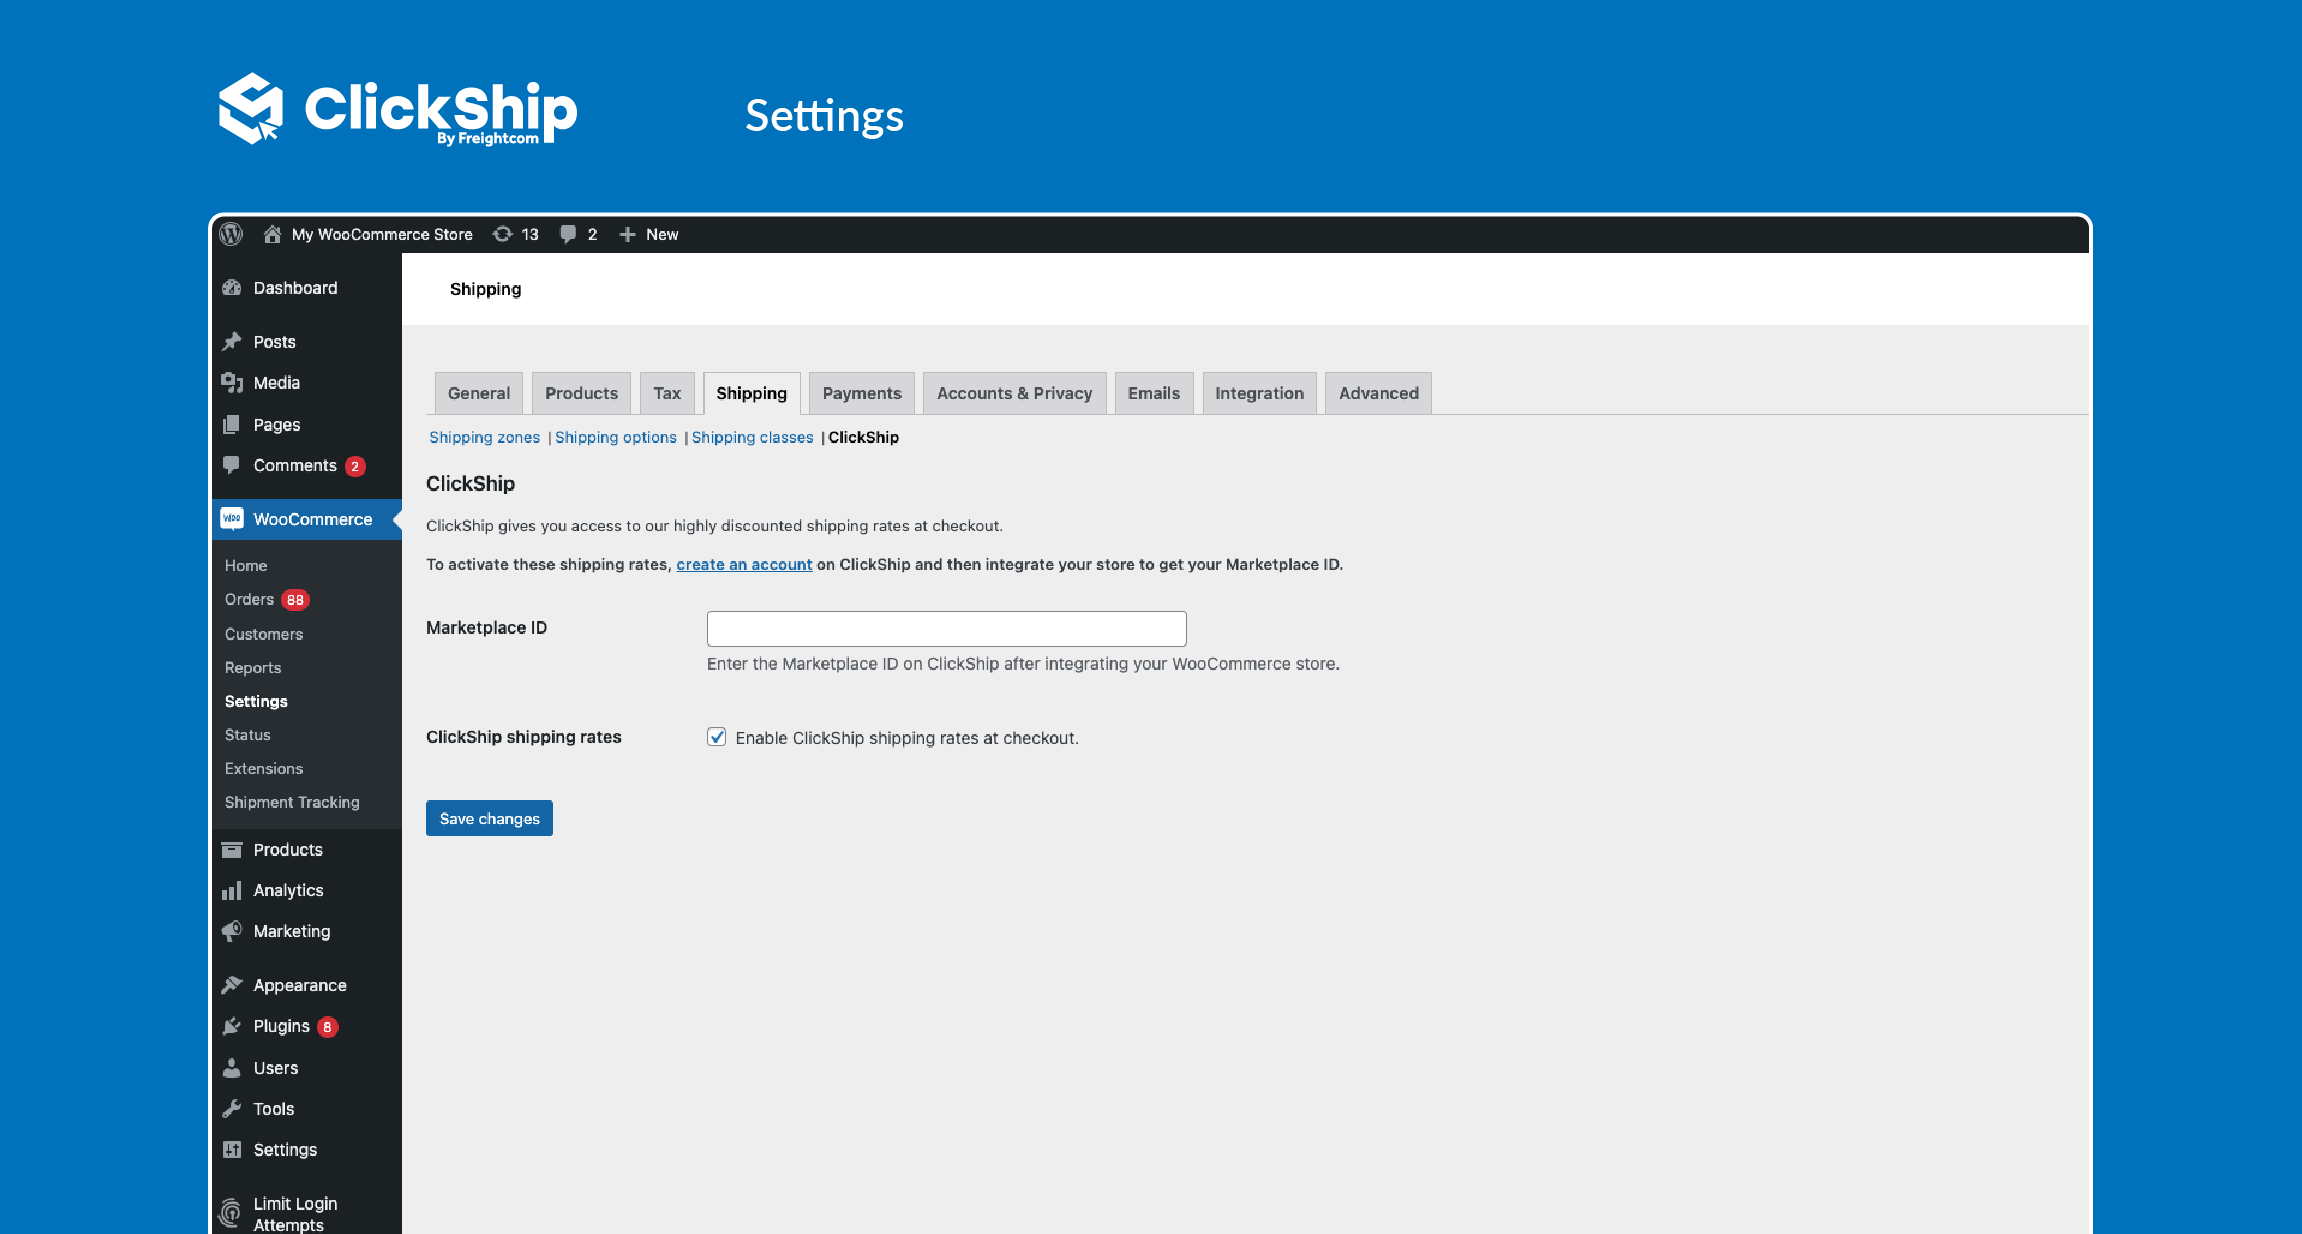 ClickShip
By Freightcom
Settings
My WooCommerce Store 13 2 New
Dashboard
Posts
Media
Pages
Comments 2
Woo WooCommerce
Home
Orders 88
Customers
Reports
Settings
Status
Extensions
Shipment Tracking
Products
Analytics
Marketing
Appearance
Plugins 8
Users
Tools
Settings
Limit Login
Attempts
Shipping
General Products Tax Shipping Payments Accounts & Privacy Emails Integration Advanced
Shipping zones | Shipping options | Shipping classes | ClickShip
ClickShip
ClickShip gives you access to our highly discounted shipping rates at checkout.
To activate these shipping rates, create an account on ClickShip and then integrate your store to get your Marketplace ID.
Marketplace ID
Enter the Marketplace ID on ClickShip after integrating your WooCommerce store.
ClickShip shipping rates Enable ClickShip shipping rates at checkout.
Save changes